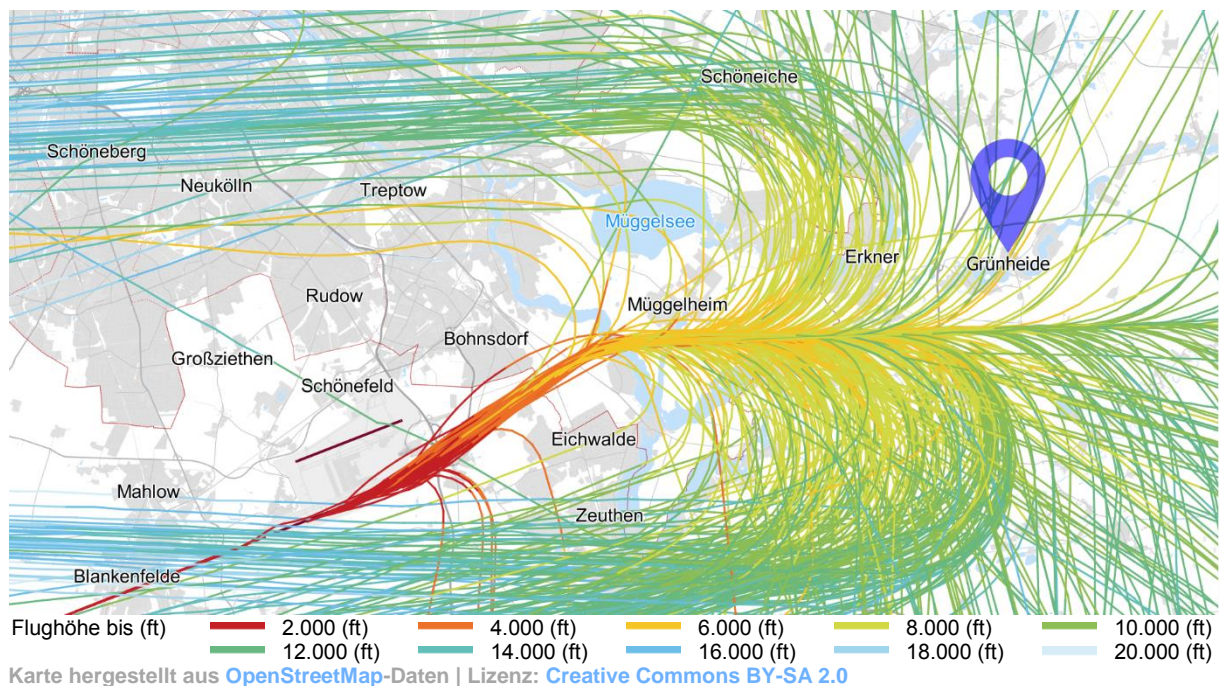 Schöneiche
Schöneberg
Neukölln
Treptow
Müggelsee
Erkner
Grünheide
Rudow
Müggelheim
Bohnsdorf
Großziethen
Schönefeld
Eichwalde
Mahlow
Zeuthen
Blankenfelde
Flughöhe bis (ft) 2.000 (ft) 4.000 (ft) 6.000 (ft) 8.000 (ft) 10.000 (ft)
12.000 (ft) 14.000 (ft) 16.000 (ft) 18.000 (ft) 20.000 (ft)
Karte hergestellt aus OpenStreetMap-Daten | Lizenz: Creative Commons BY-SA 2.0